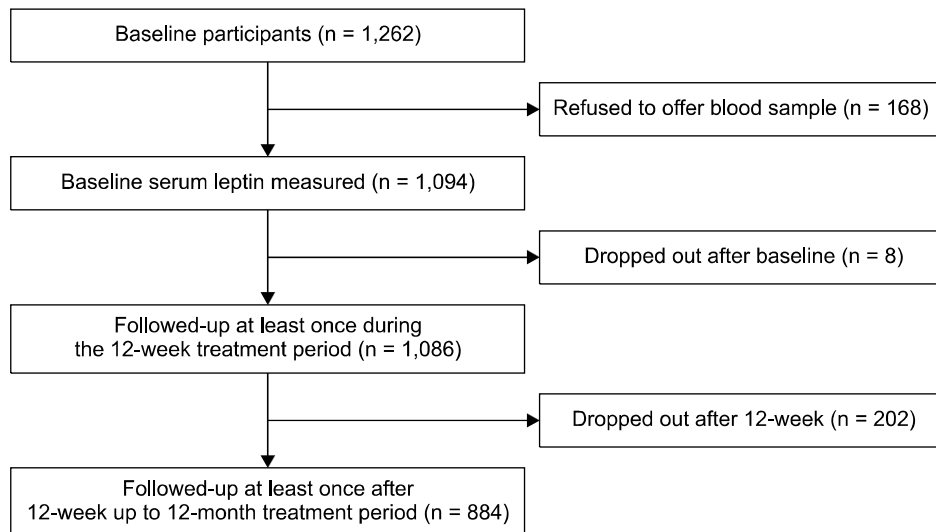 Baseline participants (n = 1,262)
Refused to offer blood sample (n = 168)
Baseline serum leptin measured (n = 1,094)
Dropped out after baseline (n = 8)
Followed-up at least once during
the 12-week treatment period (n = 1,086)
Dropped out after 12-week (n = 202)
Followed-up at least once after
12-week up to 12-month treatment period (n = 884)